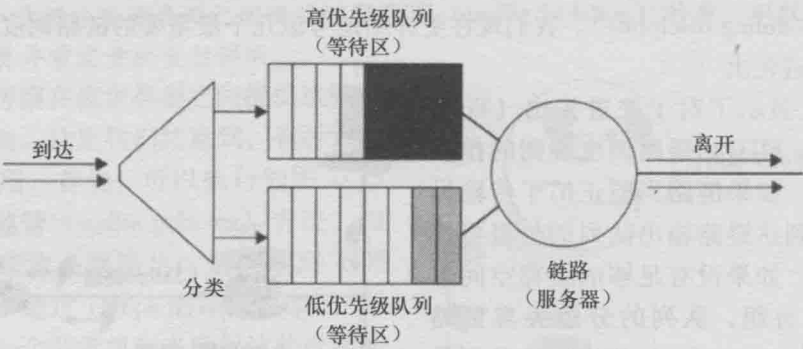 高优先级队列
（等待区）
到达
离开
分类
链路
（服务器）
低优先级队列
（等待区）